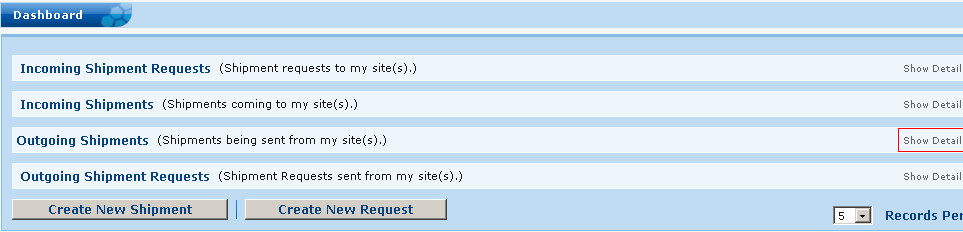 Dashboard
Incoming Shipment Requests (Shipment requests to my site(s).) Show Detail
Incoming Shipments (Shipments coming to my site(s).) Show Detail
Outgoing Shipments (Shipments being sent from my site(s).) Show Detail
Outgoing Shipment Requests (Shipment Requests sent from my site(s).) Show Detail
Create New Shipment Create New Request
5 Records Per